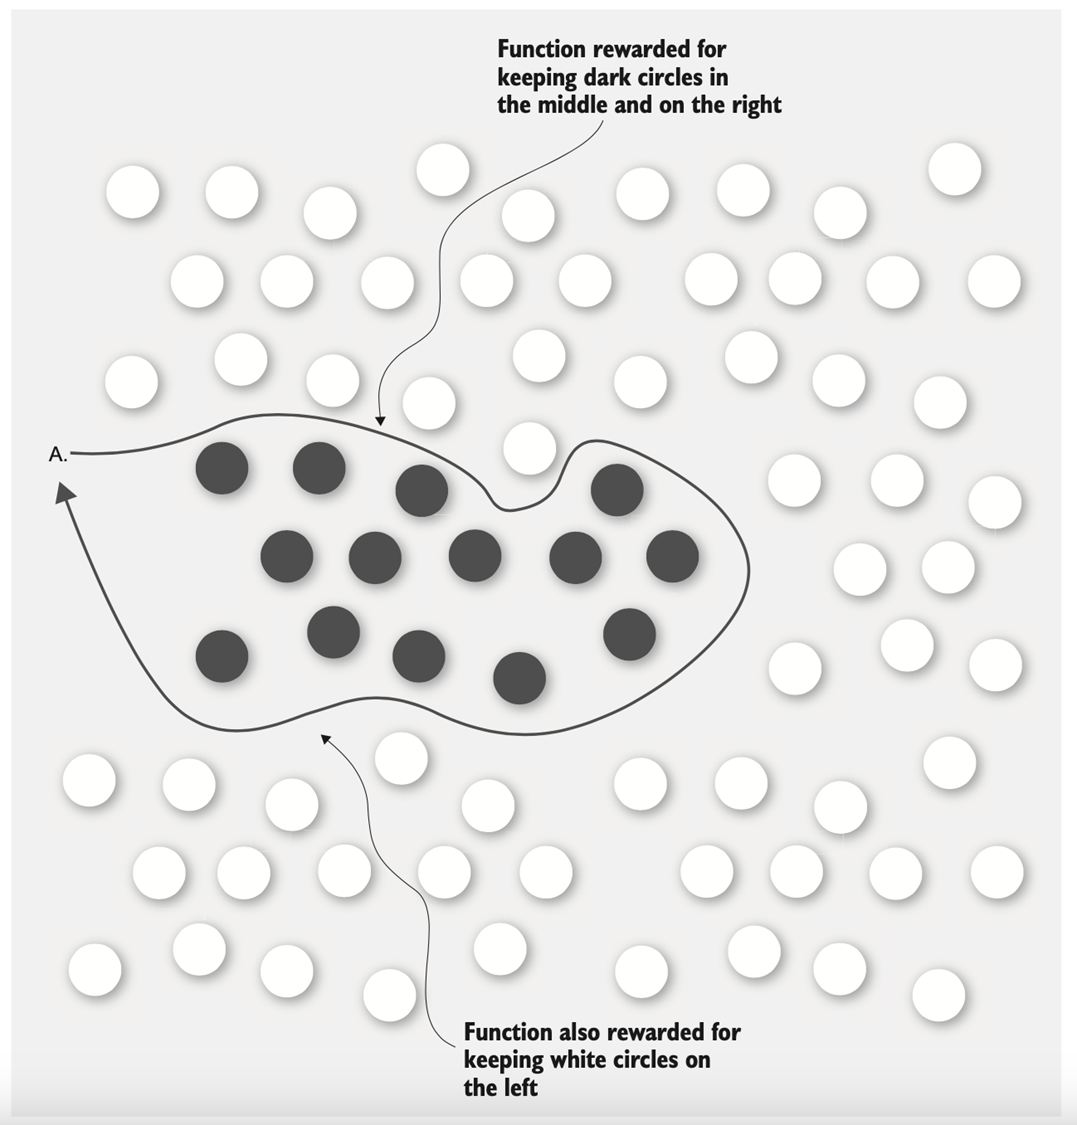 Function rewarded for
keeping dark circles in
the middle and on the right
A.
Function also rewarded for
keeping white circles on
the left